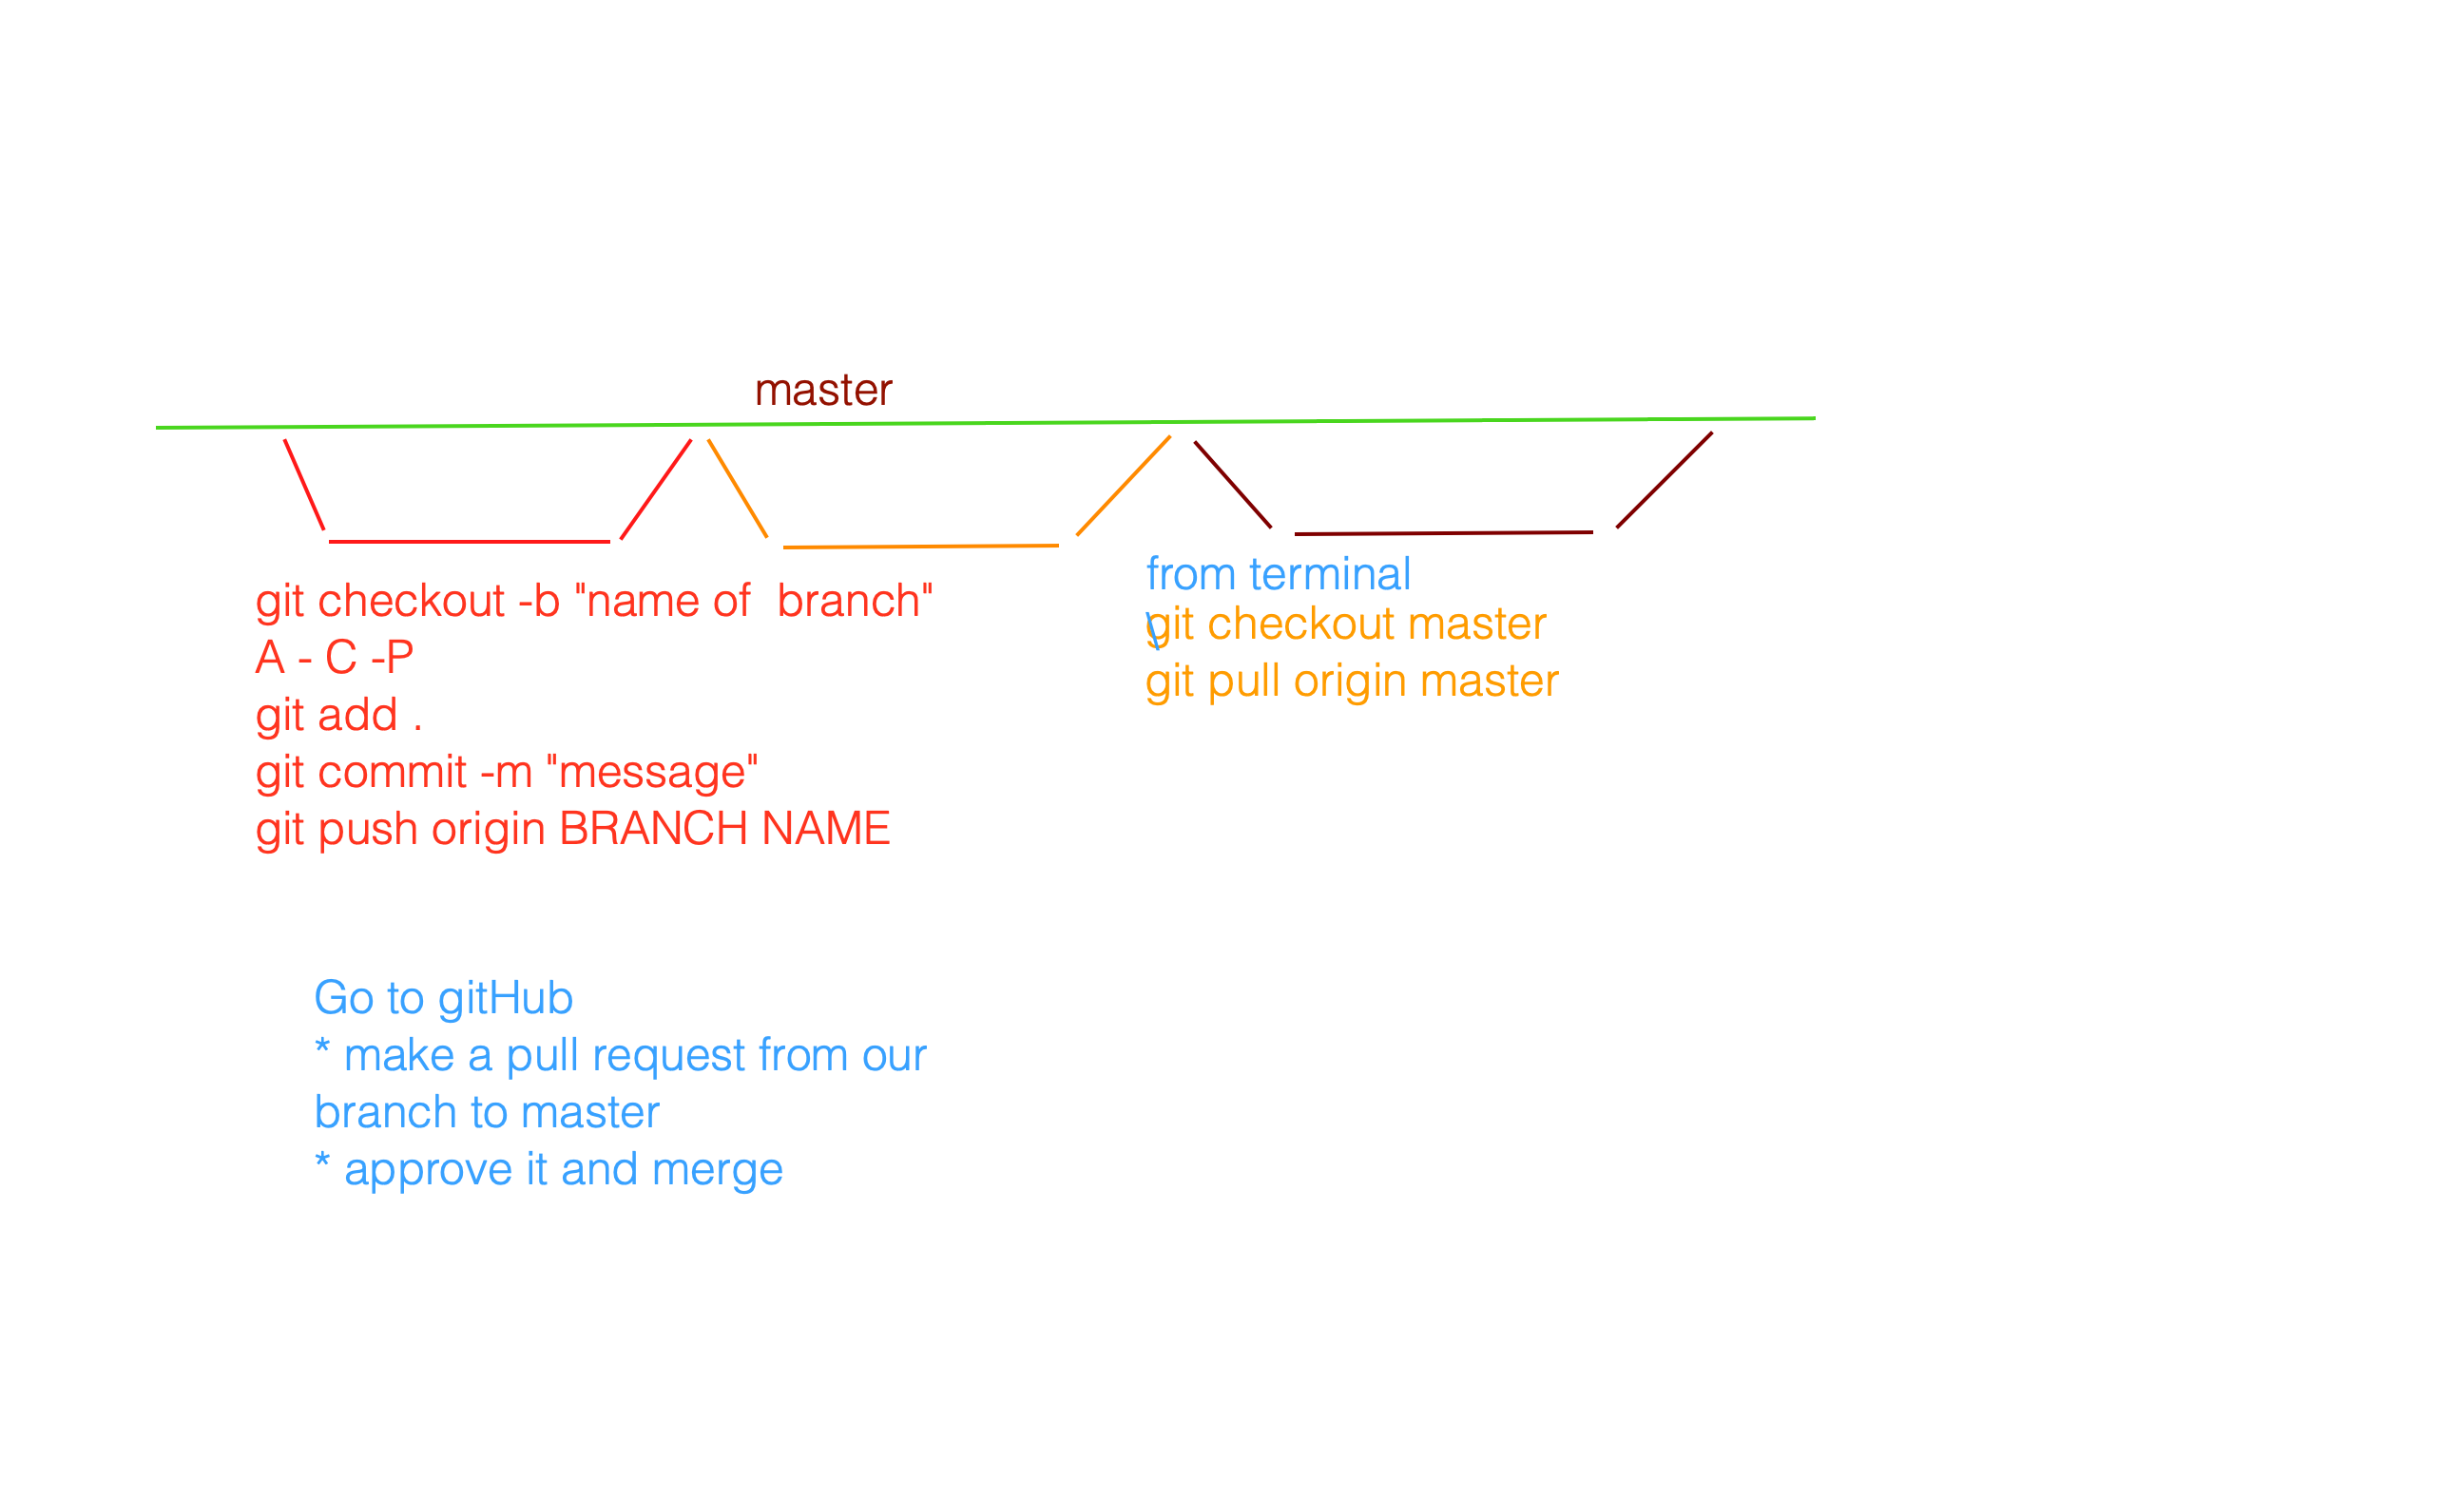 master
git checkout -b "name of  branch"
A - C -P
git add .
git commit -m "message"
git push origin BRANCH NAME
from terminal
git checkout master
git pull origin master
Go to gitHub
* make a pull request from our
branch to master
* approve it and merge